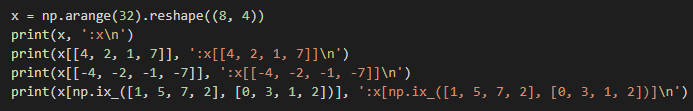 x = np.arange(32).reshape((8, 4))
print(x, ':x\n')
print(x[[4, 2, 1, 7]], ':x[[4, 2, 1, 7]]\n')
print(x[[-4, -2, -1, -7]], ':x[[-4, -2, -1, -7]]\n')
print(x[np.ix_([1, 5, 7, 2], [0, 3, 1, 2])], ':x[np.ix_([1, 5, 7, 2], [0, 3, 1, 2])]\n')